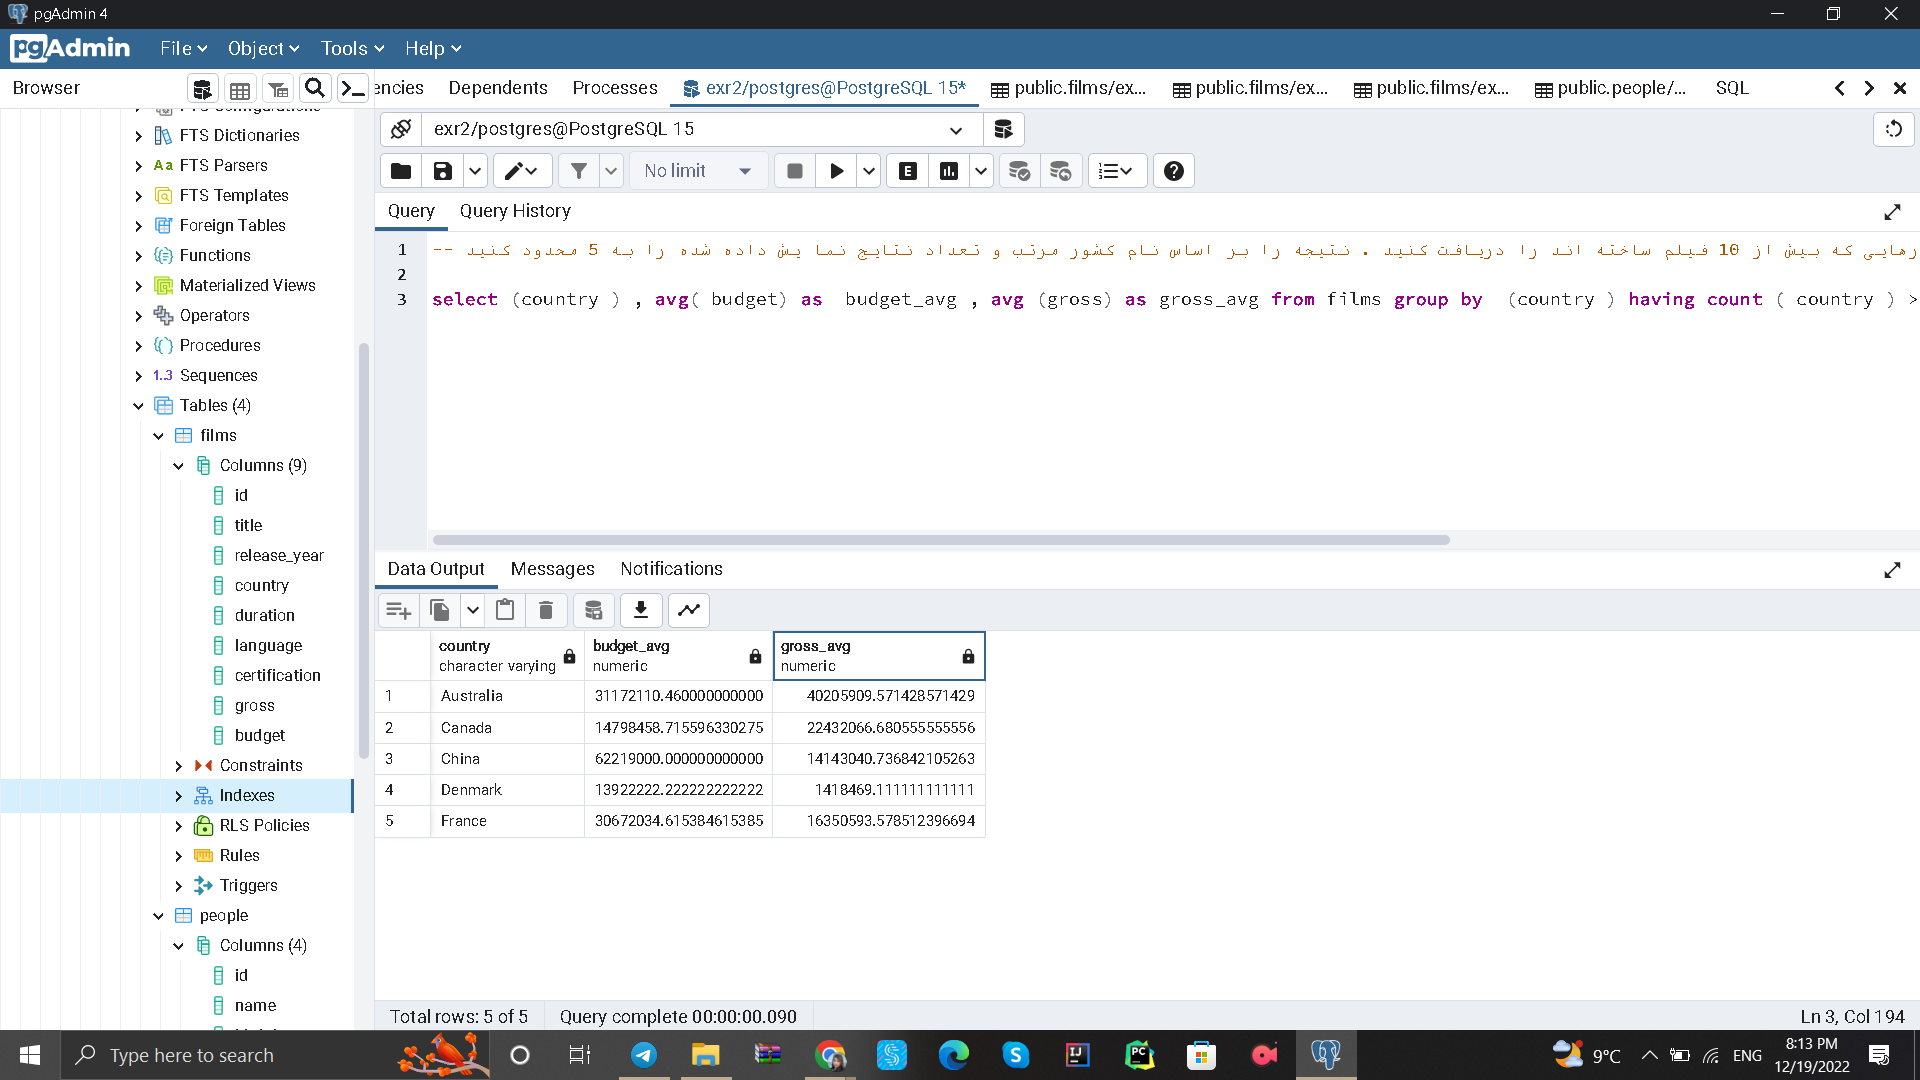 pgAdmin 4
pgAdmin File Object Tools Help
Browser
Dependents Processes exr2/postgres@PostgreSQL 15* public.films/ex... public.films/ex... public.films/ex... public.people/... SQL
exr2/postgres@PostgreSQL 15
No limit
Query Query History
1 -- رهایی که بیش از 10 فیلم ساخته اند را دریافت کنید . نتیجه را بر اساس نام کشور مرتب و تعداد نتایج نما یش داده شده را به 5 محدود کنید
2
3 select (country ) , avg( budget) as  budget_avg , avg (gross) as gross_avg from films group by  (country ) having count ( country ) >
FTS Dictionaries
FTS Parsers
FTS Templates
Foreign Tables
Functions
Materialized Views
Operators
Procedures
1..3 Sequences
Tables (4)
films
Columns (9)
id
title
release_year
country
duration
language
certification
gross
budget
Constraints
Indexes
RLS Policies
Rules
Triggers
people
Columns (4)
id
name
Data Output Messages Notifications
country character varying budget_avg numeric gross_avg numeric
1 Australia 31172110.460000000000 40205909.571428571429
2 Canada 14798458.715596330275 22432066.680555555556
3 China 62219000.000000000000 14143040.736842105263
4 Denmark 13922222.222222222222 1418469.111111111111
5 France 30672034.615384615385 16350593.578512396694
Total rows: 5 of 5 Query complete 00:00:00.090 Ln 3, Col 194
Type here to search 9°C ENG 8:13 PM
12/19/2022